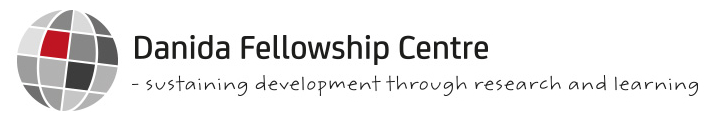 Danida Fellowship Centre
- sustaining development through research and learning